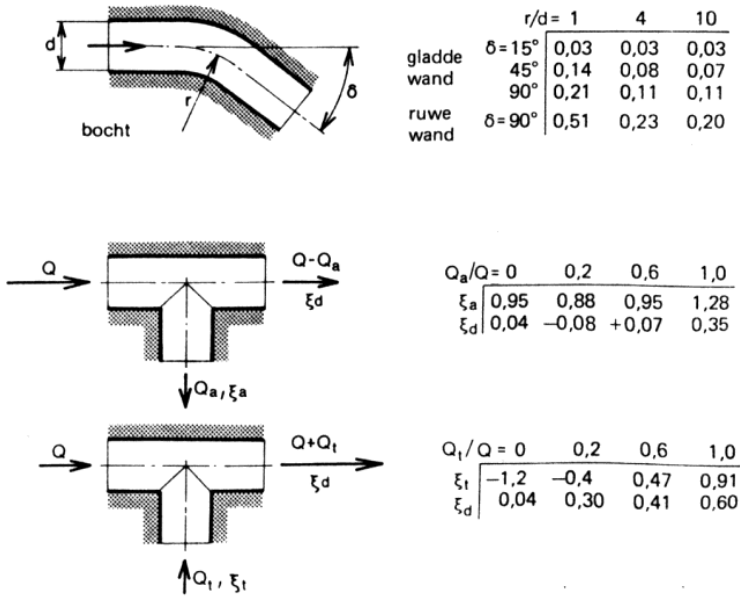 r/d= 1 4 10
gladde wand
δ=15° 0,03 0,03 0,03
45° 0,14 0,08 0,07
90° 0,21 0,11 0,11
ruwe wand
δ=90° 0,51 0,23 0,20
d
r
δ
bocht
Q
Q-Qa
ξd
Qa, ξa
Qa/Q= 0 0,2 0,6 1,0
ξa 0,95 0,88 0,95 1,28
ξd 0,04 −0,08 +0,07 0,35
Q
Q+Qt
ξd
Qt, ξt
Qt/Q = 0 0,2 0,6 1,0
ξt −1,2 −0,4 0,47 0,91
ξd 0,04 0,30 0,41 0,60